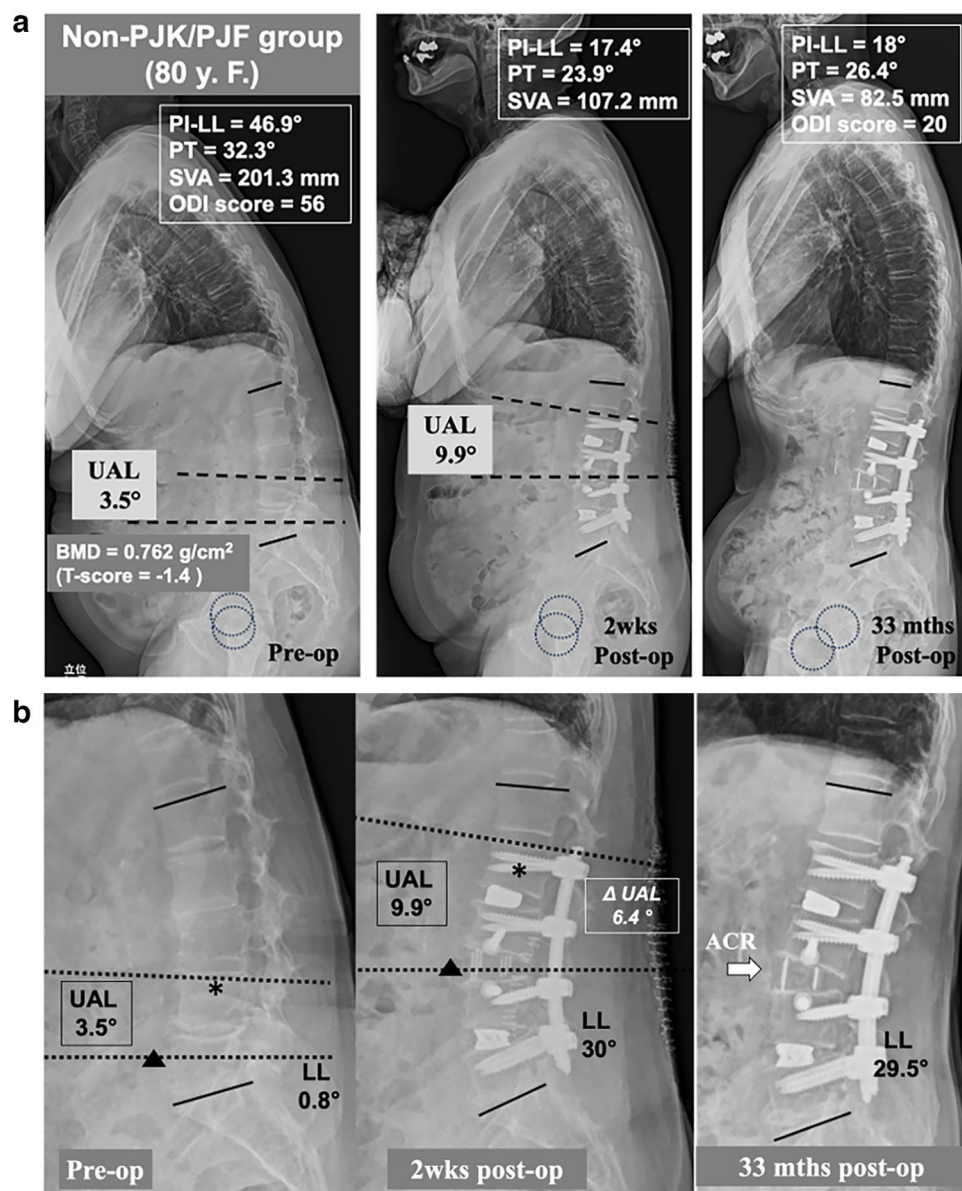 a
Non-PJK/PJF group
(80 y. F.)
PI-LL = 46.9°
PT = 32.3°
SVA = 201.3 mm
ODI score = 56
UAL
3.5°
BMD = 0.762 g/cm²
(T-score = -1.4 )
Pre-op
立位
PI-LL = 17.4°
PT = 23.9°
SVA = 107.2 mm
UAL
9.9°
2wks
Post-op
PI-LL = 18°
PT = 26.4°
SVA = 82.5 mm
ODI score = 20
33 mths
Post-op
b
UAL
3.5°
*
LL
0.8°
Pre-op
UAL
9.9°
*
Δ UAL
6.4 °
LL
30°
2wks post-op
ACR
LL
29.5°
33 mths post-op